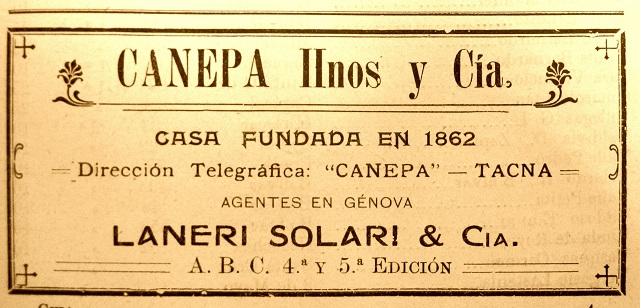 CANEPA Hnos y Cía.
CASA FUNDADA EN 1862
Dirección Telegráfica: "CANEPA" — TACNA
AGENTES EN GÉNOVA
LANERI SOLARI & Cia.
A. B. C. 4.ª Y 5.ª EDICIÓN